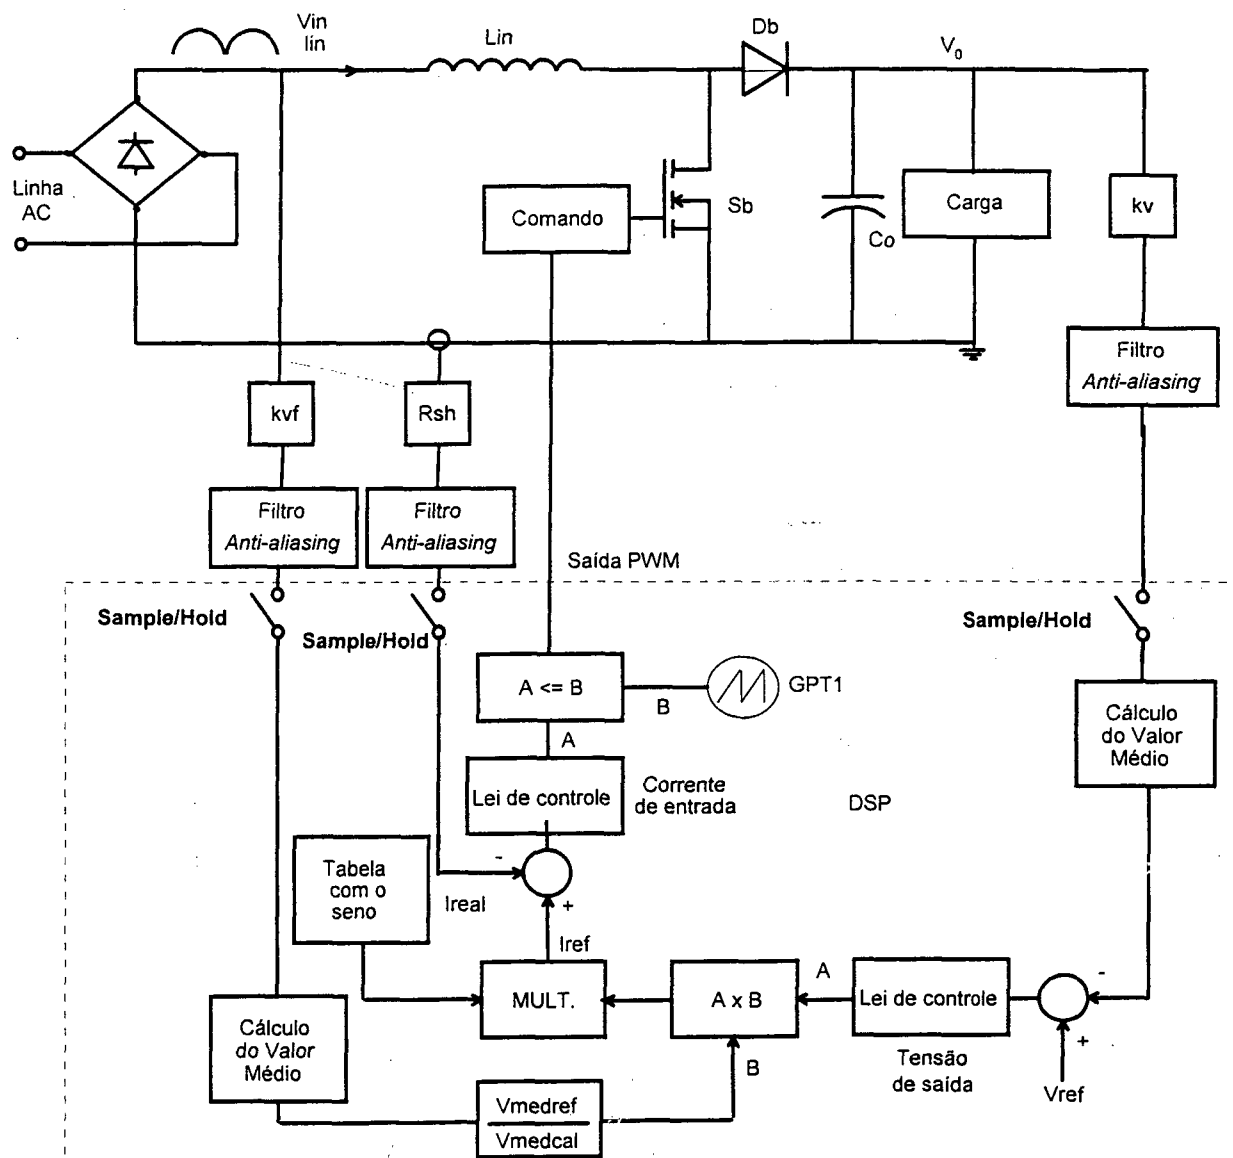 Vin
Iin
Lin
Db
V₀
Linha
AC
Comando
Sb
Co
Carga
kv
Filtro
Anti-aliasing
kvf
Rsh
Filtro
Anti-aliasing
Filtro
Anti-aliasing
Saída PWM
Sample/Hold
Sample/Hold
Sample/Hold
A <= B
B
GPT1
A
Cálculo
do Valor
Médio
Lei de controle
Corrente
de entrada
DSP
Tabela
com o
seno
-
Ireal
+
Iref
MULT.
A x B
A
Lei de controle
-
+
Tensão
de saída
Vref
B
Cálculo
do Valor
Médio
Vmedref
Vmedcal